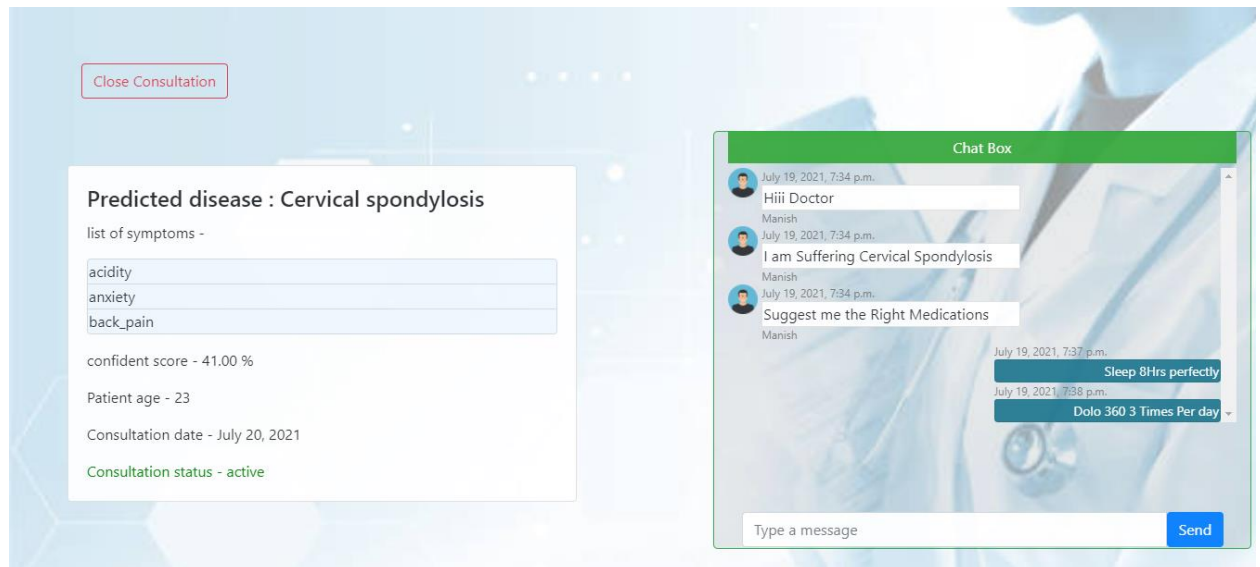 Close Consultation
Predicted disease : Cervical spondylosis
list of symptoms -
acidity
anxiety
back_pain
confident score - 41.00 %
Patient age - 23
Consultation date - July 20, 2021
Consultation status - active
Chat Box
July 19, 2021, 7:34 p.m.
Hiii Doctor
Manish
July 19, 2021, 7:34 p.m.
I am Suffering Cervical Spondylosis
Manish
July 19, 2021, 7:34 p.m.
Suggest me the Right Medications
Manish
July 19, 2021, 7:37 p.m.
Sleep 8Hrs perfectly
July 19, 2021, 7:38 p.m.
Dolo 360 3 Times Per day
Type a message
Send